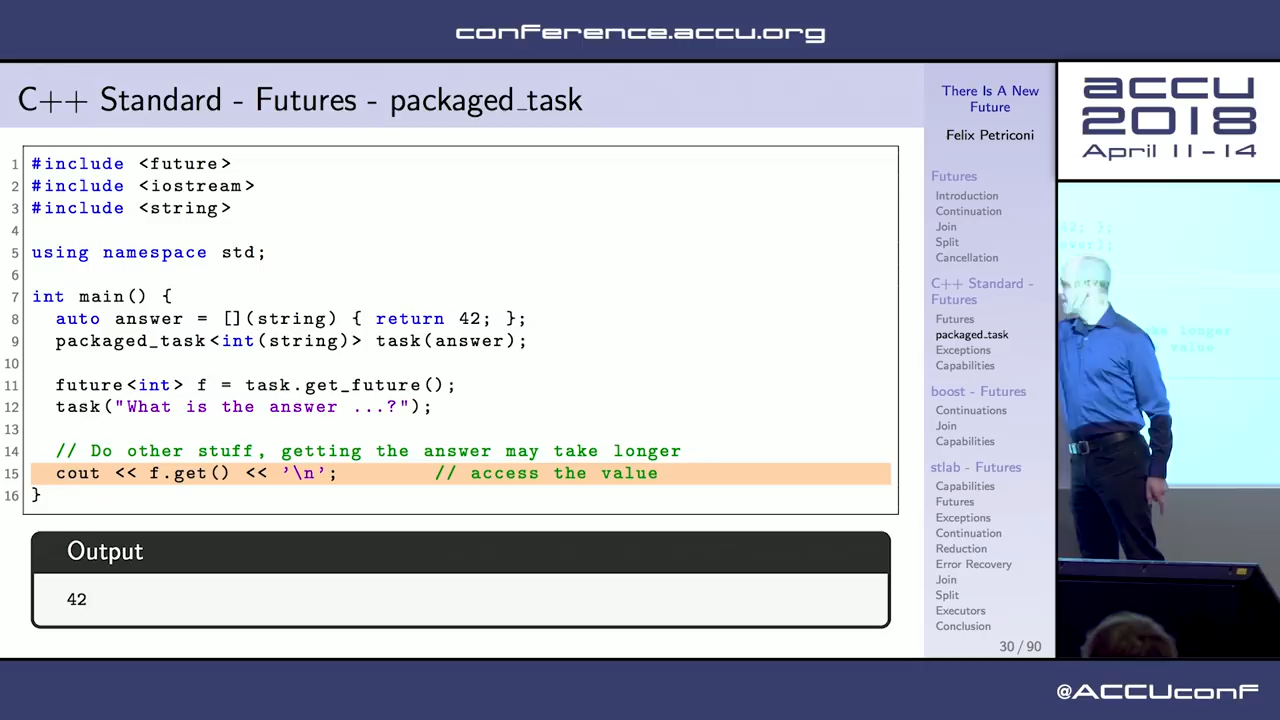 conference.accu.org
C++ Standard - Futures - packaged_task
1 #include <future>
2 #include <iostream>
3 #include <string>
4
5 using namespace std;
6
7 int main() {
8 auto answer = [](string) { return 42; };
9 packaged_task<int(string)> task(answer);
10
11 future<int> f = task.get_future();
12 task("What is the answer ...?");
13
14 // Do other stuff, getting the answer may take longer
15 cout << f.get() << '\n'; // access the value
16 }
Output
42
There Is A New
Future
Felix Petriconi
Futures
Introduction
Continuation
Join
Split
Cancellation
C++ Standard -
Futures
Futures
packaged_task
Exceptions
Capabilities
boost - Futures
Continuations
Join
Capabilities
stlab - Futures
Capabilities
Futures
Exceptions
Continuation
Reduction
Error Recovery
Join
Split
Executors
Conclusion
30 / 90
accu
2018
April 11-14
42; };
ke longer
value
@ACCUconf